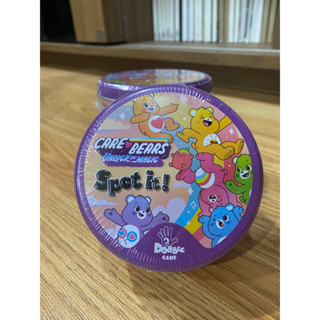 CARE BEARS
UNLOCK THE MAGIC
Spot it!
DOBBLE
GAME